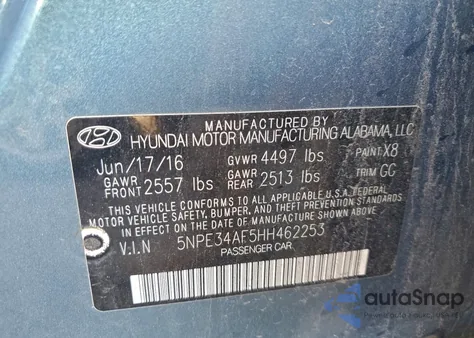 MANUFACTURED BY
HYUNDAI MOTOR MANUFACTURING ALABAMA, LLC
Jun/17/16 GVWR 4497 lbs PAINT X8
GAWR FRONT 2557 lbs GAWR REAR 2513 lbs TRIM GG
THIS VEHICLE CONFORMS TO ALL APPLICABLE U.S.A. FEDERAL
MOTOR VEHICLE SAFETY, BUMPER, AND THEFT PREVENTION STANDARDS
IN EFFECT ON THE DATE OF MANUFACTURE SHOWN ABOVE.
V.I.N 5NPE34AF5HH462253
PASSENGER CAR
autoSnap